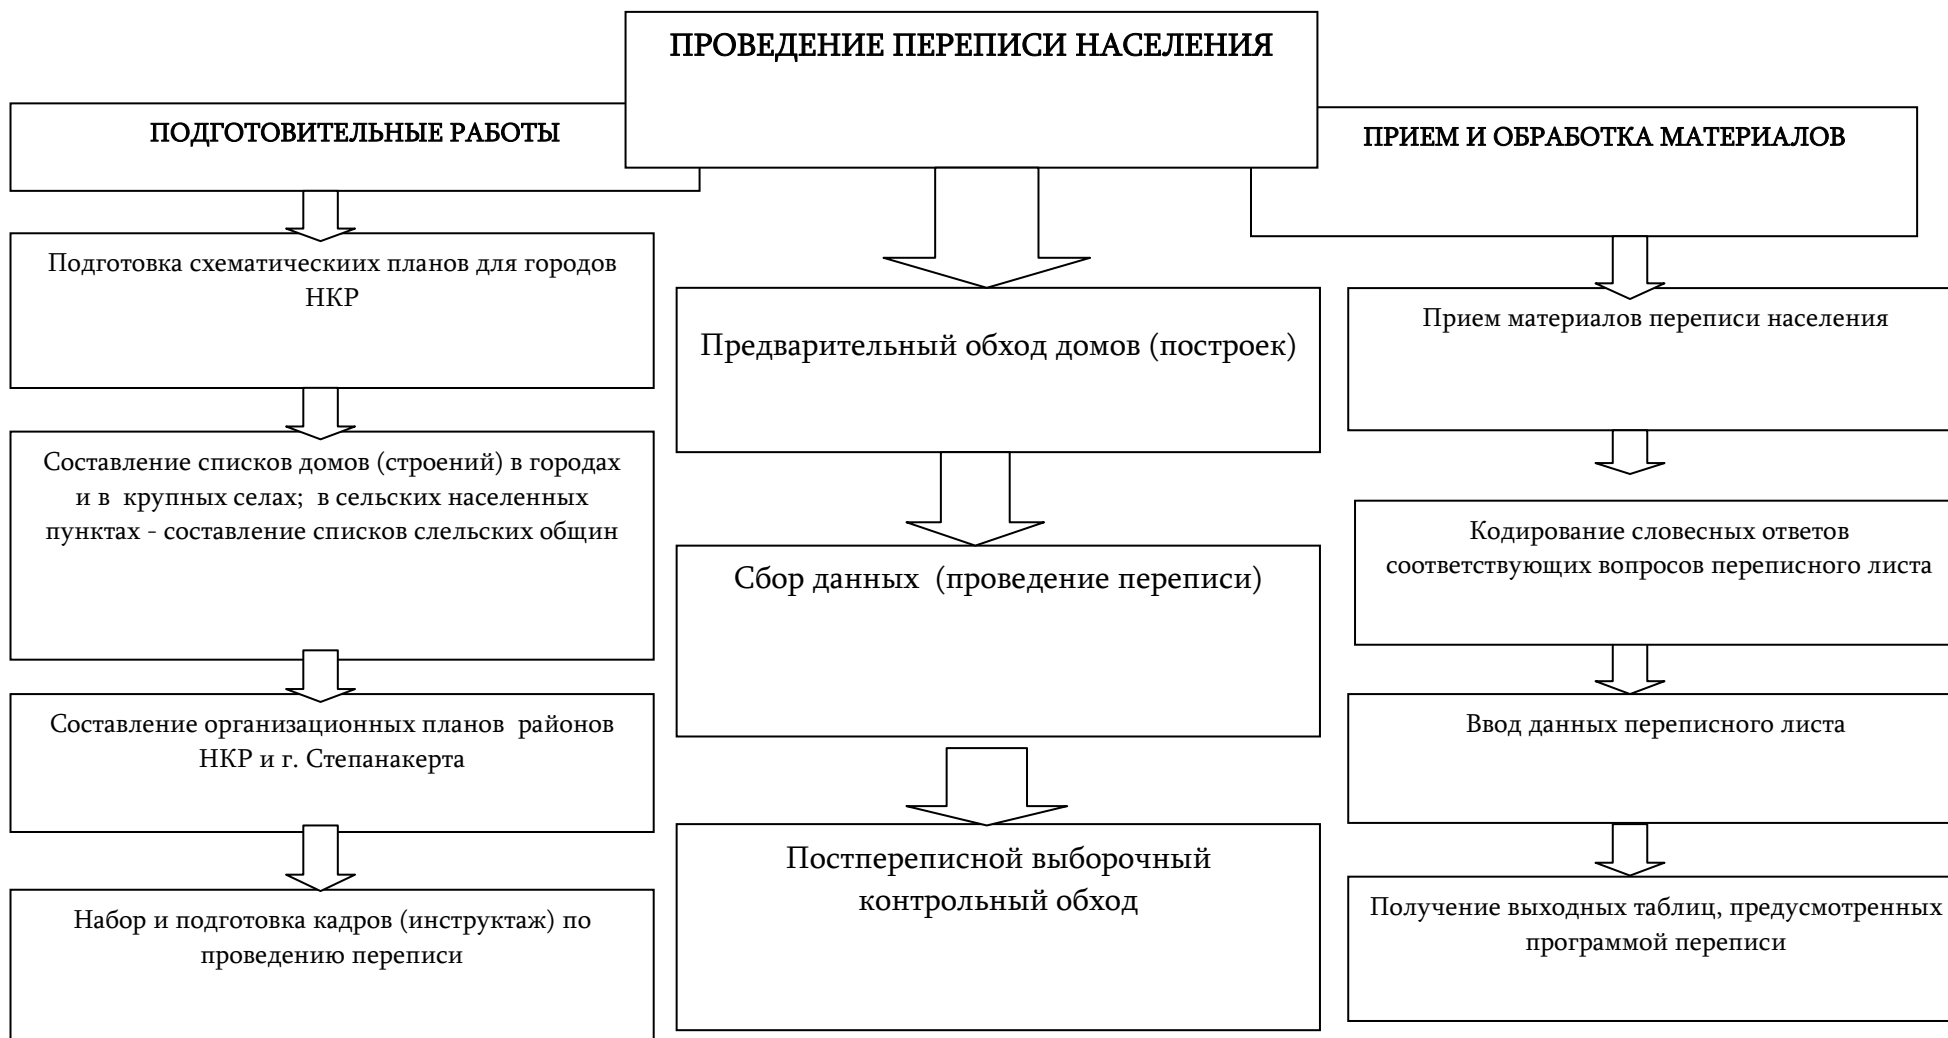 ПРОВЕДЕНИЕ ПЕРЕПИСИ НАСЕЛЕНИЯ
ПОДГОТОВИТЕЛЬНЫЕ РАБОТЫ
Подготовка схематическиих планов для городов
НКР
Составление списков домов (строений) в городах
и в крупных селах; в сельских населенных
пунктах - составление списков слельских общин
Составление организационных планов районов
НКР и г. Степанакерта
Набор и подготовка кадров (инструктаж) по
проведению переписи
Предварительный обход домов (построек)
Сбор данных (проведение переписи)
Постпереписной выборочный
контрольный обход
ПРИЕМ И ОБРАБОТКА МАТЕРИАЛОВ
Прием материалов переписи населения
Кодирование словесных ответов
соответствующих вопросов переписного листа
Ввод данных переписного листа
Получение выходных таблиц, предусмотренных
программой переписи